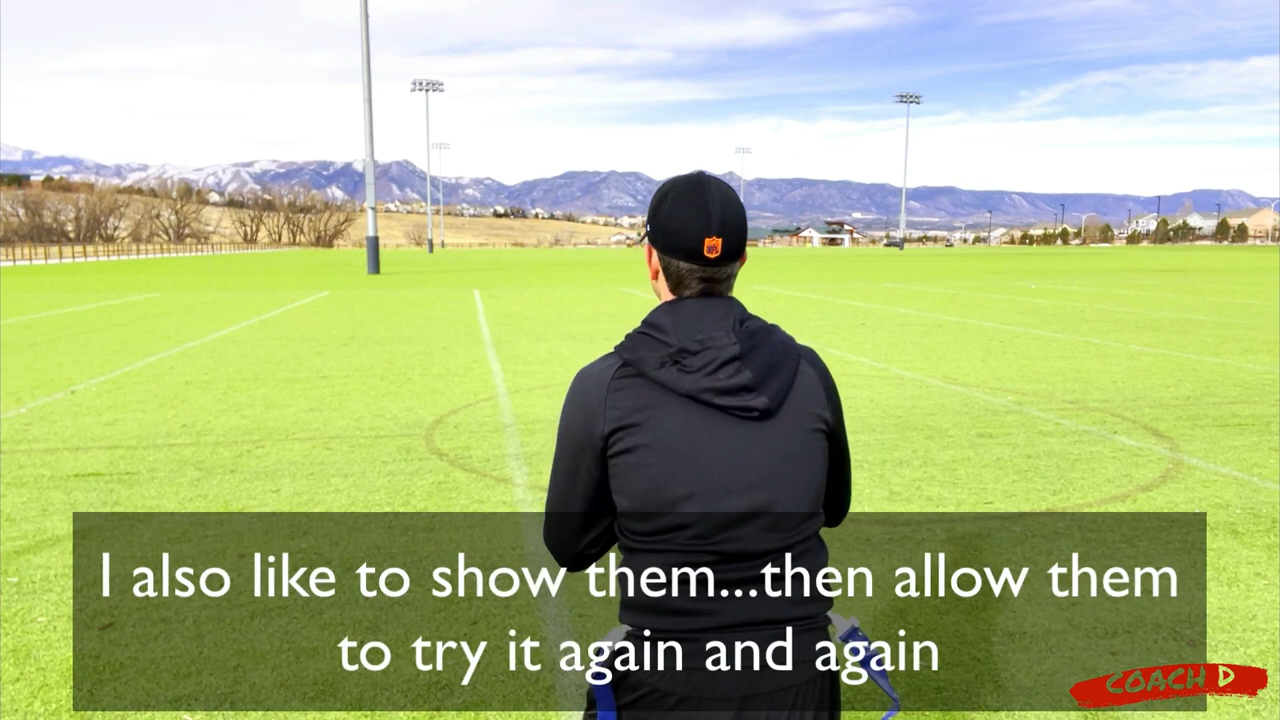 I also like to show them...then allow them
to try it again and again
COACH D